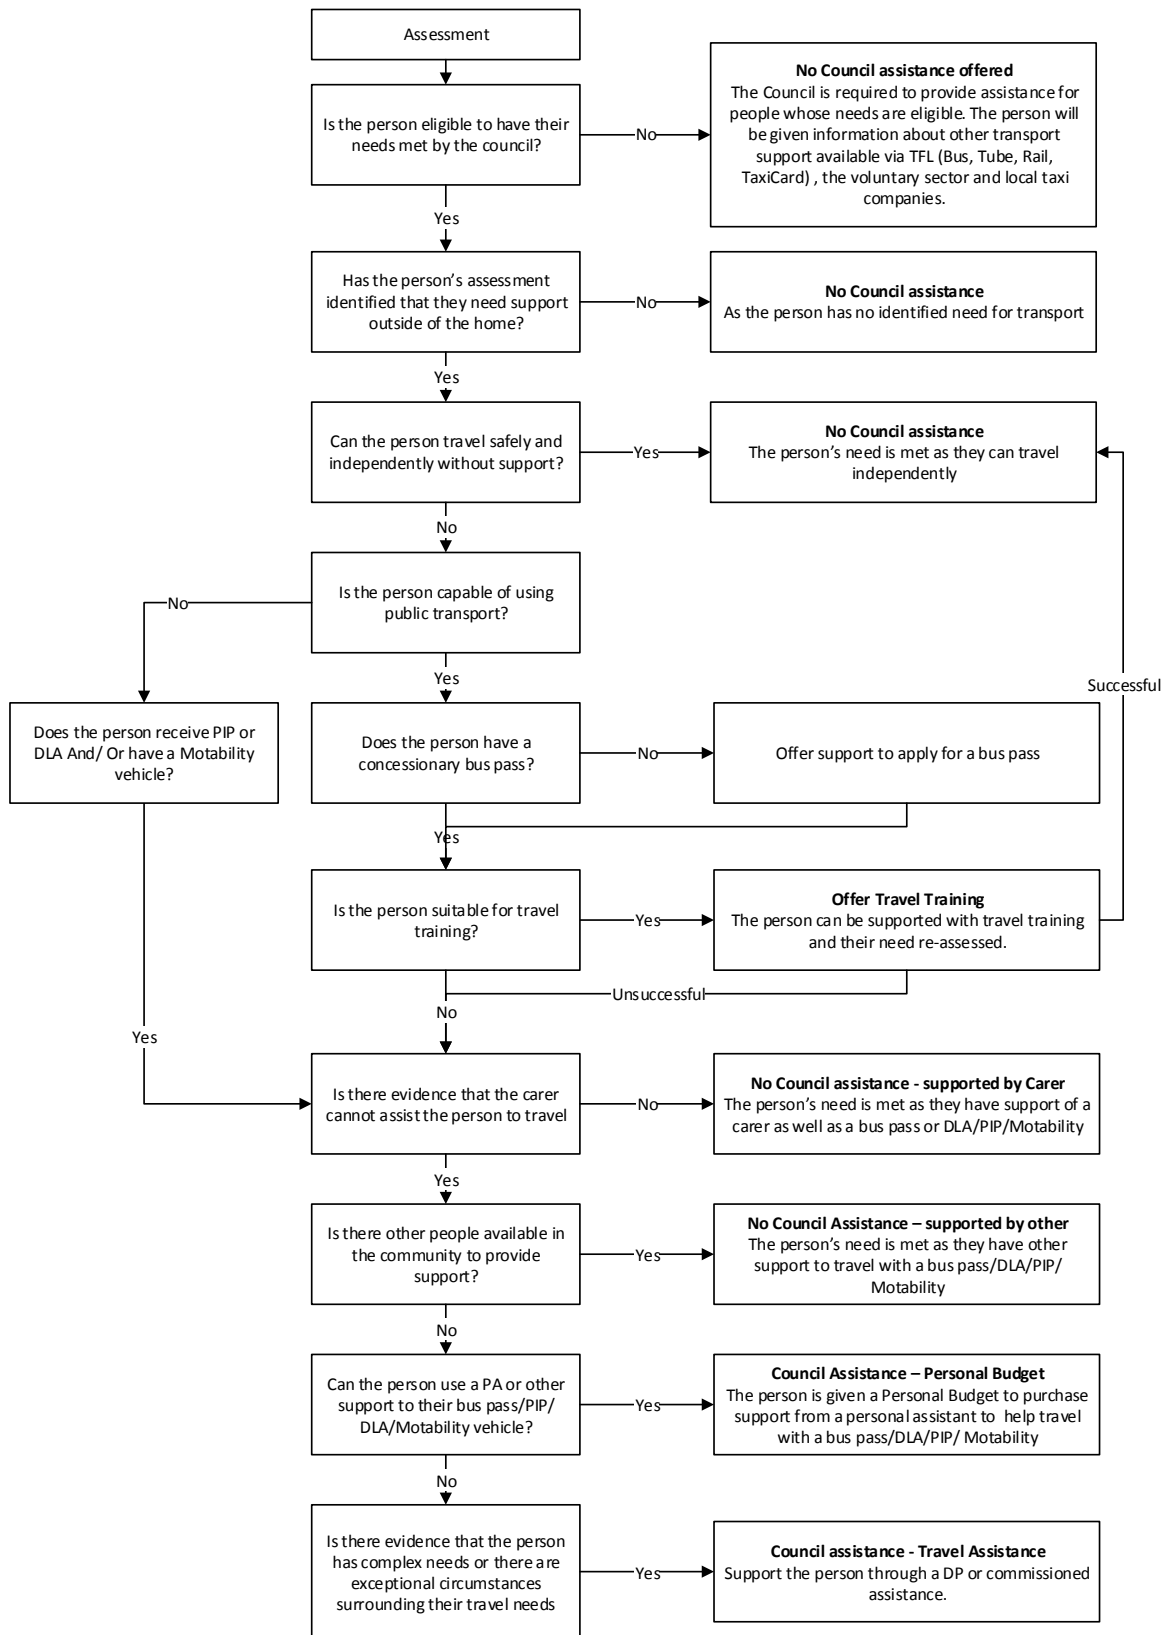 Assessment
Is the person eligible to have their
needs met by the council?
No
No Council assistance offered
The Council is required to provide assistance for
people whose needs are eligible. The person will
be given information about other transport
support available via TFL (Bus, Tube, Rail,
TaxiCard) , the voluntary sector and local taxi
companies.
Yes
Has the person’s assessment
identified that they need support
outside of the home?
No
No Council assistance
As the person has no identified need for transport
Yes
Can the person travel safely and
independently without support?
Yes
No Council assistance
The person’s need is met as they can travel
independently
No
Is the person capable of using
public transport?
No
Yes
Successful
Does the person receive PIP or
DLA And/ Or have a Motability
vehicle?
Does the person have a
concessionary bus pass?
No
Offer support to apply for a bus pass
Yes
Is the person suitable for travel
training?
Yes
Offer Travel Training
The person can be supported with travel training
and their need re-assessed.
Unsuccessful
No
Yes
Is there evidence that the carer
cannot assist the person to travel
No
No Council assistance - supported by Carer
The person’s need is met as they have support of a
carer as well as a bus pass or DLA/PIP/Motability
Yes
Is there other people available in
the community to provide
support?
Yes
No Council Assistance – supported by other
The person’s need is met as they have other
support to travel with a bus pass/DLA/PIP/
Motability
No
Can the person use a PA or other
support to their bus pass/PIP/
DLA/Motability vehicle?
Yes
Council Assistance – Personal Budget
The person is given a Personal Budget to purchase
support from a personal assistant to  help travel
with a bus pass/DLA/PIP/ Motability
No
Is there evidence that the person
has complex needs or there are
exceptional circumstances
surrounding their travel needs
Yes
Council assistance - Travel Assistance
Support the person through a DP or commissioned
assistance.